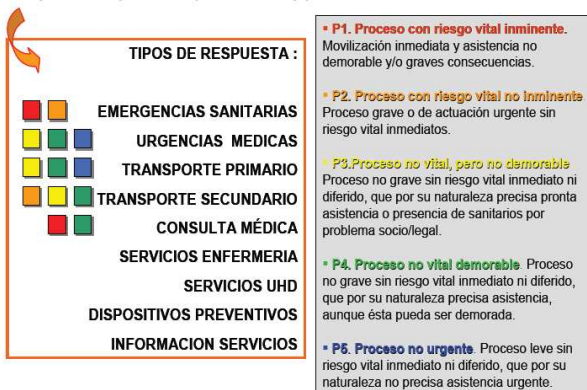 TIPOS DE RESPUESTA :
EMERGENCIAS SANITARIAS
URGENCIAS MEDICAS
TRANSPORTE PRIMARIO
TRANSPORTE SECUNDARIO
CONSULTA MÉDICA
SERVICIOS ENFERMERIA
SERVICIOS UHD
DISPOSITIVOS PREVENTIVOS
INFORMACION SERVICIOS
▪ P1. Proceso con riesgo vital inminente.
Movilización inmediata y asistencia no
demorable y/o graves consecuencias.
▪ P2. Proceso con riesgo vital no inminente
Proceso grave o de actuación urgente sin
riesgo vital inmediatos.
▪ P3.Proceso no vital, pero no demorable
Proceso no grave sin riesgo vital inmediato ni
diferido, que por su naturaleza precisa pronta
asistencia o presencia de sanitarios por
problema socio/legal.
▪ P4. Proceso no vital demorable. Proceso
no grave sin riesgo vital inmediato ni diferido,
que por su naturaleza precisa asistencia,
aunque ésta pueda ser demorada.
▪ P5. Proceso no urgente. Proceso leve sin
riesgo vital inmediato ni diferido, que por su
naturaleza no precisa asistencia urgente.